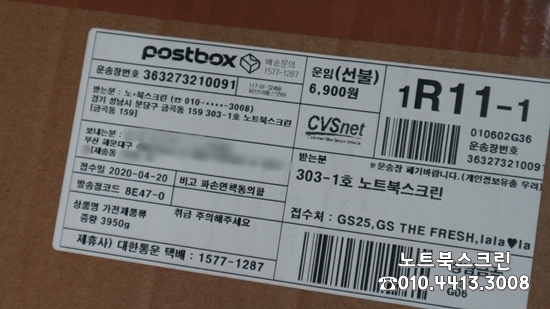 postbox
배송문의
1577-1287
운송장번호 363273210091
운임(선불)
6,900원
1R11-1
010602G36
운송장번호
363273210091
받는분 : 노·북스크린 (☎ 010-****-3008)
경기 성남시 분당구 금곡동 159 303-1호 노트북스크린
[금곡동 159]
CVSnet
보내는분 :
부산 해운대구
[재송동
받는분
*운송장 폐기바랍니다.(개인정보유출 우려)
303-1호 노트북스크린
접수일 2020-04-20
비고 파손면책동의함
발송점코드 8E47-0
취급 주의해주세요
상품명 가전제품류
중량 3950g
접수처 : GS25,GS THE FRESH,lala♥la
제휴사 대한통운 택배 : 1577-1287
G06
노트북스크린
☎010.4413.3008